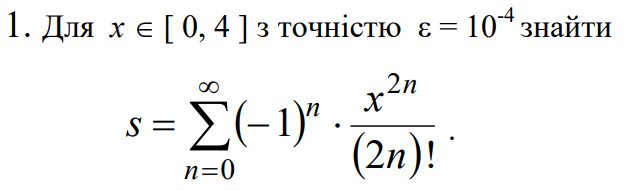 1. Для x ∈ [ 0, 4 ] з точністю ε = 10⁻⁴ знайти
s = ∑_{n=0}^{∞} (−1)ⁿ · x²ⁿ / (2n)! .